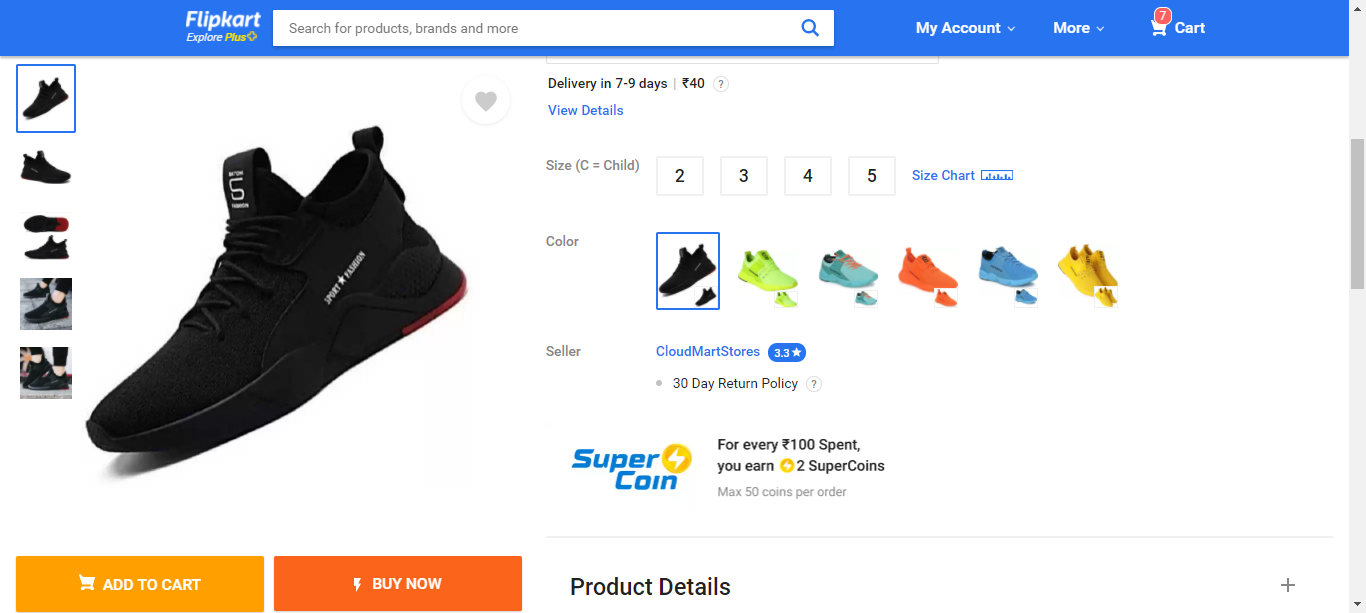 Flipkart
Explore Plus
Search for products, brands and more
My Account
More
7
Cart
Delivery in 7-9 days | ₹40 ?
View Details
Size (C = Child)
2
3
4
5
Size Chart
Color
Seller
CloudMartStores 3.3★
30 Day Return Policy ?
Super
Coin
For every ₹100 Spent,
you earn 2 SuperCoins
Max 50 coins per order
FASHION
SPORT★FASHION
ADD TO CART
BUY NOW
Product Details +